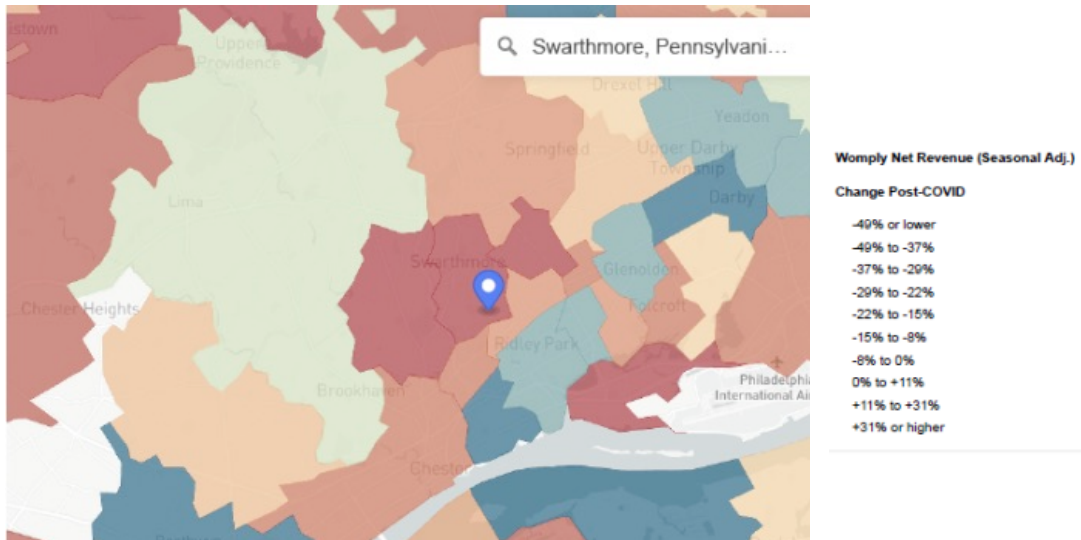 istown
Upper
Providence
Swarthmore, Pennsylvani...
Drexel Hill
Yeadon
Springfield
Upper Darby
Township
Darby
Lima
Swarthmore
Glenolden
Chester Heights
Folcroft
Ridley Park
Brookhaven
Philadelphi
International Ai
Chester
Womply Net Revenue (Seasonal Adj.)
Change Post-COVID
-49% or lower
-49% to -37%
-37% to -29%
-29% to -22%
-22% to -15%
-15% to -8%
-8% to 0%
0% to +11%
+11% to +31%
+31% or higher